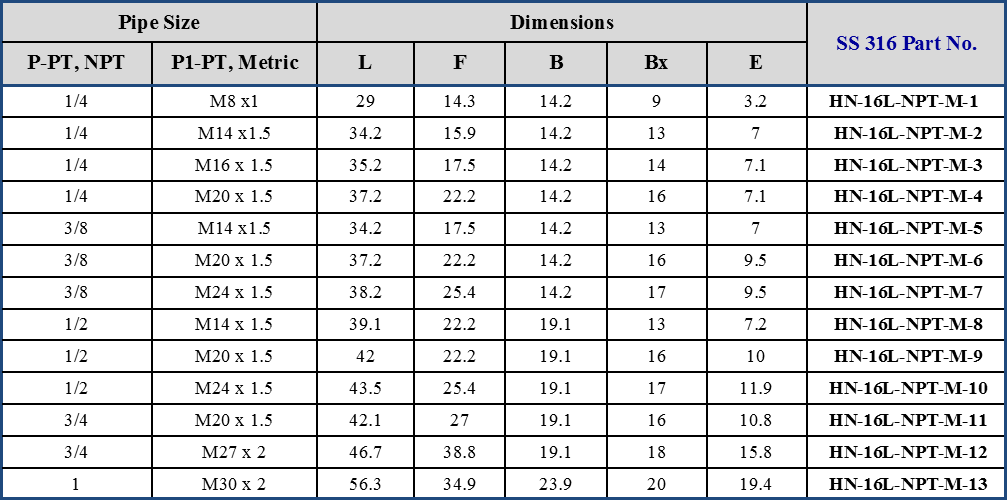 Pipe Size Dimensions SS 316 Part No.
P-PT, NPT P1-PT, Metric L F B Bx E
1/4 M8 x1 29 14.3 14.2 9 3.2 HN-16L-NPT-M-1
1/4 M14 x1.5 34.2 15.9 14.2 13 7 HN-16L-NPT-M-2
1/4 M16 x 1.5 35.2 17.5 14.2 14 7.1 HN-16L-NPT-M-3
1/4 M20 x 1.5 37.2 22.2 14.2 16 7.1 HN-16L-NPT-M-4
3/8 M14 x1.5 34.2 17.5 14.2 13 7 HN-16L-NPT-M-5
3/8 M20 x 1.5 37.2 22.2 14.2 16 9.5 HN-16L-NPT-M-6
3/8 M24 x 1.5 38.2 25.4 14.2 17 9.5 HN-16L-NPT-M-7
1/2 M14 x 1.5 39.1 22.2 19.1 13 7.2 HN-16L-NPT-M-8
1/2 M20 x 1.5 42 22.2 19.1 16 10 HN-16L-NPT-M-9
1/2 M24 x 1.5 43.5 25.4 19.1 17 11.9 HN-16L-NPT-M-10
3/4 M20 x 1.5 42.1 27 19.1 16 10.8 HN-16L-NPT-M-11
3/4 M27 x 2 46.7 38.8 19.1 18 15.8 HN-16L-NPT-M-12
1 M30 x 2 56.3 34.9 23.9 20 19.4 HN-16L-NPT-M-13